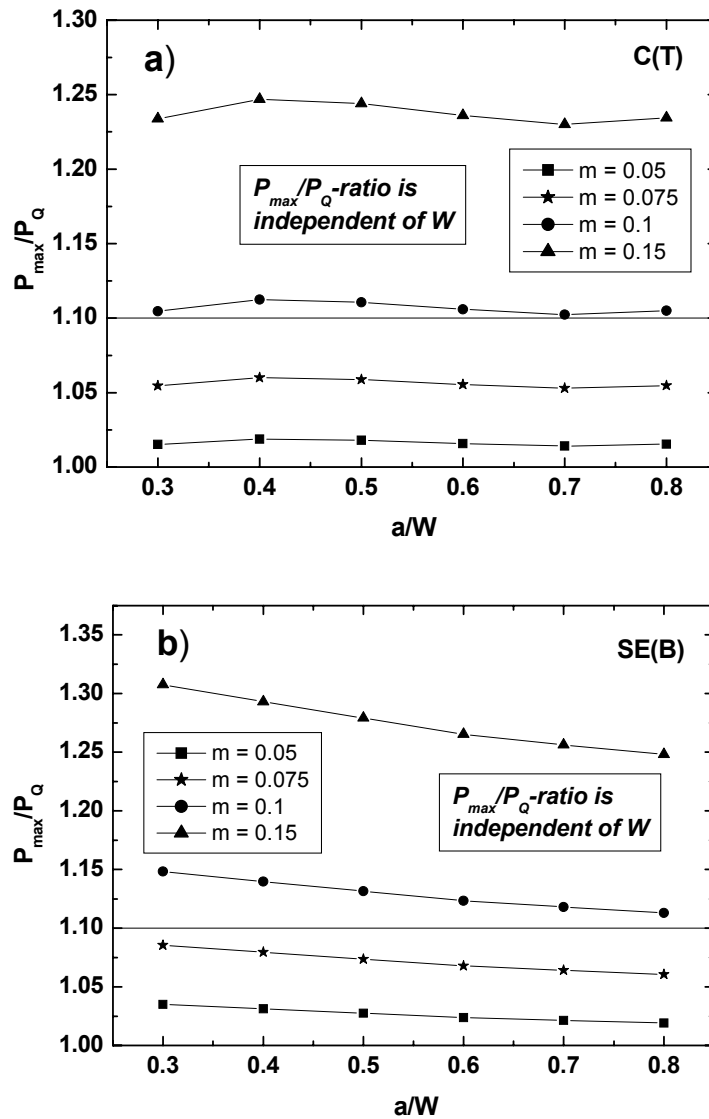 a)
C(T)
P_max/P_Q-ratio is
independent of W
m = 0.05
m = 0.075
m = 0.1
m = 0.15
P_max/P_Q
1.30
1.25
1.20
1.15
1.10
1.05
1.00
0.3 0.4 0.5 0.6 0.7 0.8
a/W
b)
SE(B)
m = 0.05
m = 0.075
m = 0.1
m = 0.15
P_max/P_Q-ratio is
independent of W
P_max/P_Q
1.35
1.30
1.25
1.20
1.15
1.10
1.05
1.00
0.3 0.4 0.5 0.6 0.7 0.8
a/W